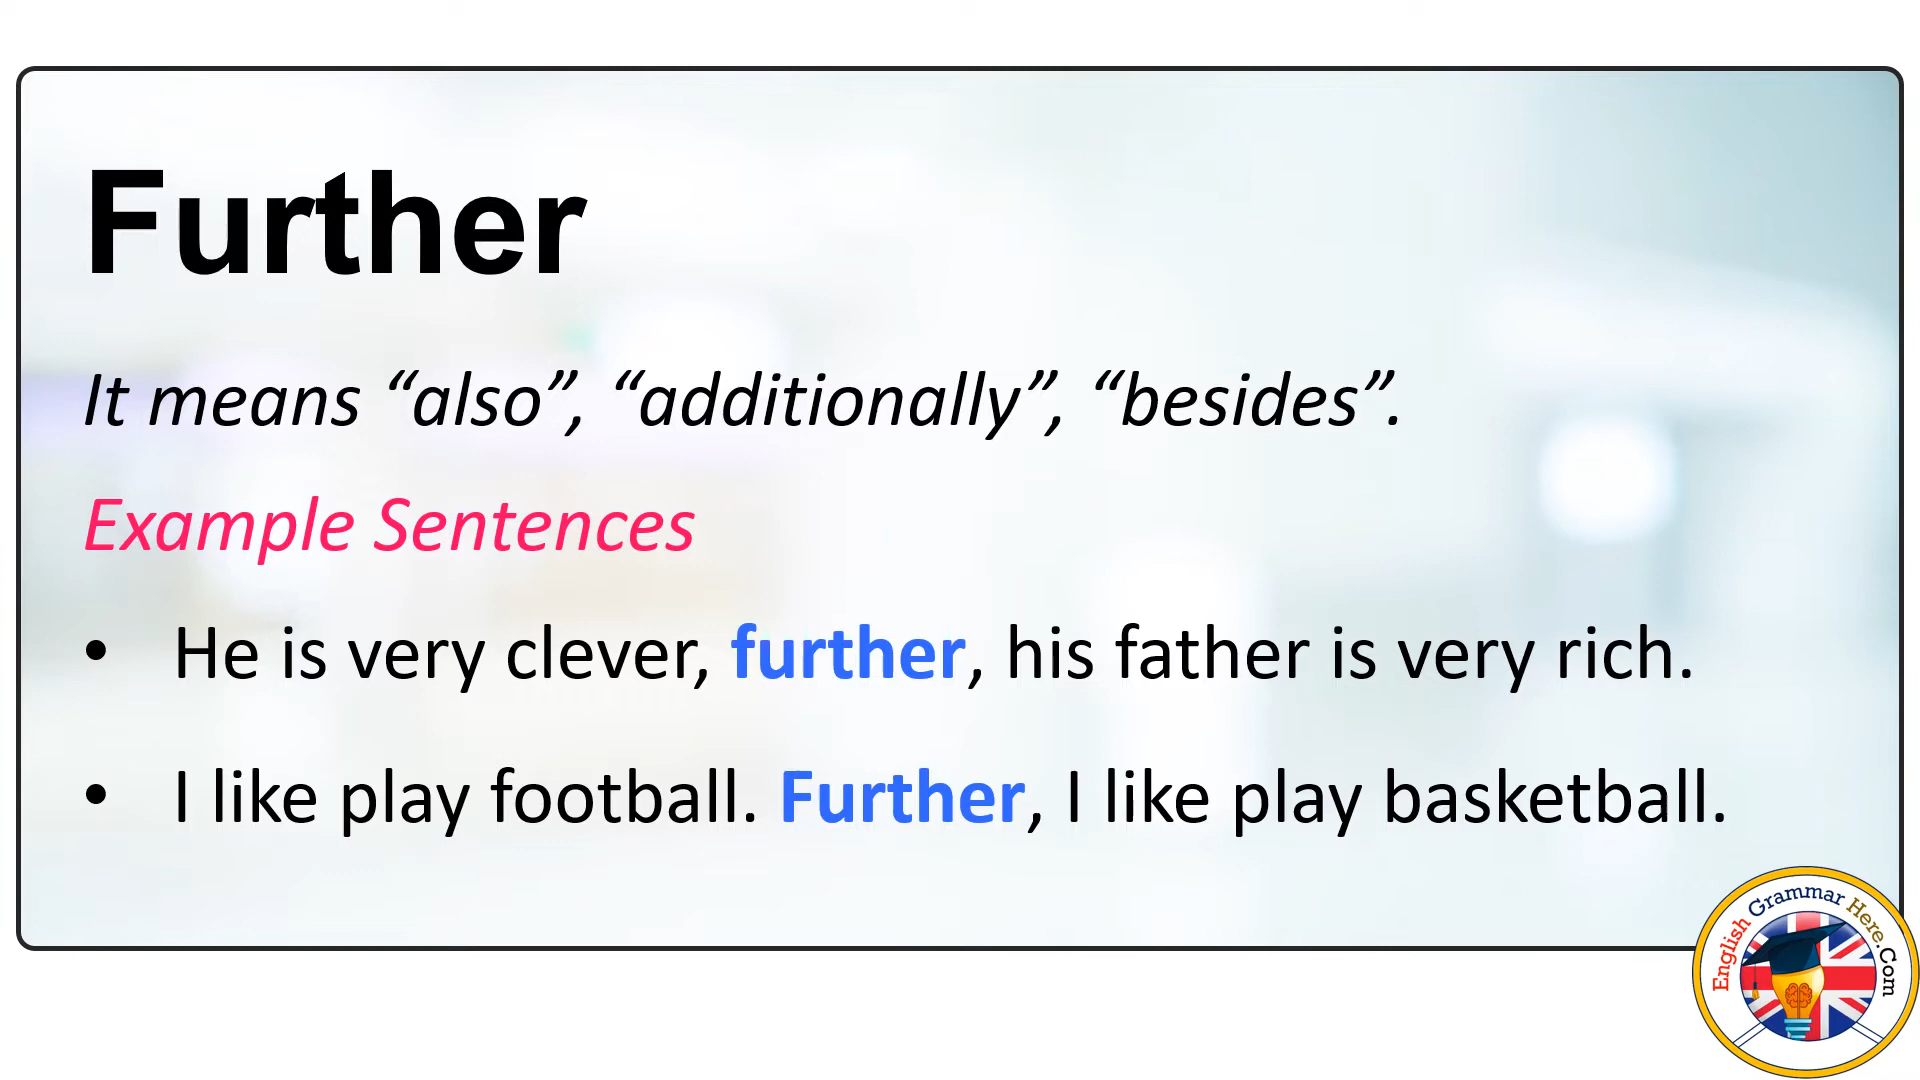 Further
It means “also”, “additionally”, “besides”.
Example Sentences
• He is very clever, further, his father is very rich.
• I like play football. Further, I like play basketball.
English Grammar Here.Com